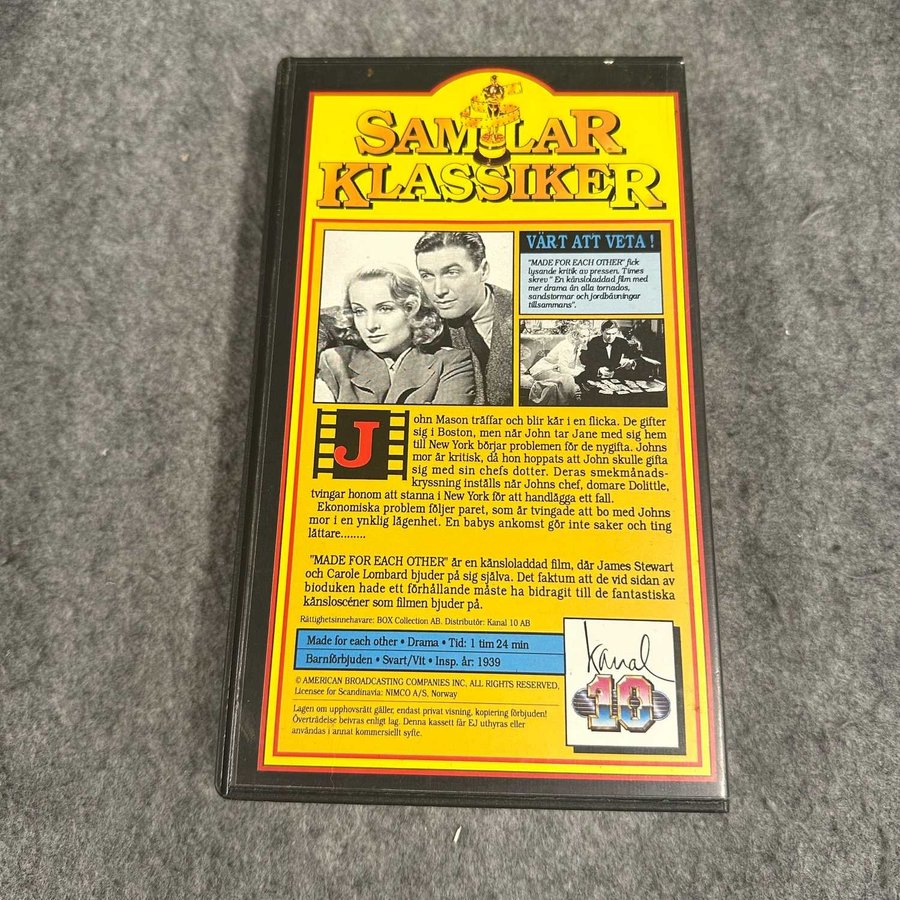 SAMLAR
KLASSIKER
VÄRT ATT VETA !
"MADE FOR EACH OTHER" fick
lysande kritik av pressen. Times
skrev " En känsloladdad film med
mer drama än alla tornados,
sandstormar och jordbävningar
tillsammans".
John Mason träffar och blir kär i en flicka. De gifter
sig i Boston, men när John tar Jane med sig hem
till New York börjar problemen för de nygifta. Johns
mor är kritisk, då hon hoppats att John skulle gifta
sig med sin chefs dotter. Deras smekmånads-
kryssning inställs när Johns chef, domare Dolittle,
tvingar honom att stanna i New York för att handlägga ett fall.
Ekonomiska problem följer paret, som är tvingade att bo med Johns
mor i en ynklig lägenhet. En babys ankomst gör inte saker och ting
lättare........
"MADE FOR EACH OTHER" är en känsloladdad film, där James Stewart
och Carole Lombard bjuder på sig själva. Det faktum att de vid sidan av
bioduken hade ett förhållande måste ha bidragit till de fantastiska
känsloscéner som filmen bjuder på.
Rättighetsinnehavare: BOX Collection AB. Distributör: Kanal 10 AB
Made for each other • Drama • Tid: 1 tim 24 min
Barnförbjuden • Svart/Vit • Insp. år: 1939
© AMERICAN BROADCASTING COMPANIES INC, ALL RIGHTS RESERVED,
Licensee for Scandinavia: NIMCO A/S, Norway
Lagen om upphovsrätt gäller, endast privat visning, kopiering förbjuden!
Överträdelse beivras enligt lag. Denna kassett får EJ uthyras eller
användas i annat kommersiellt syfte.
Kanal
10